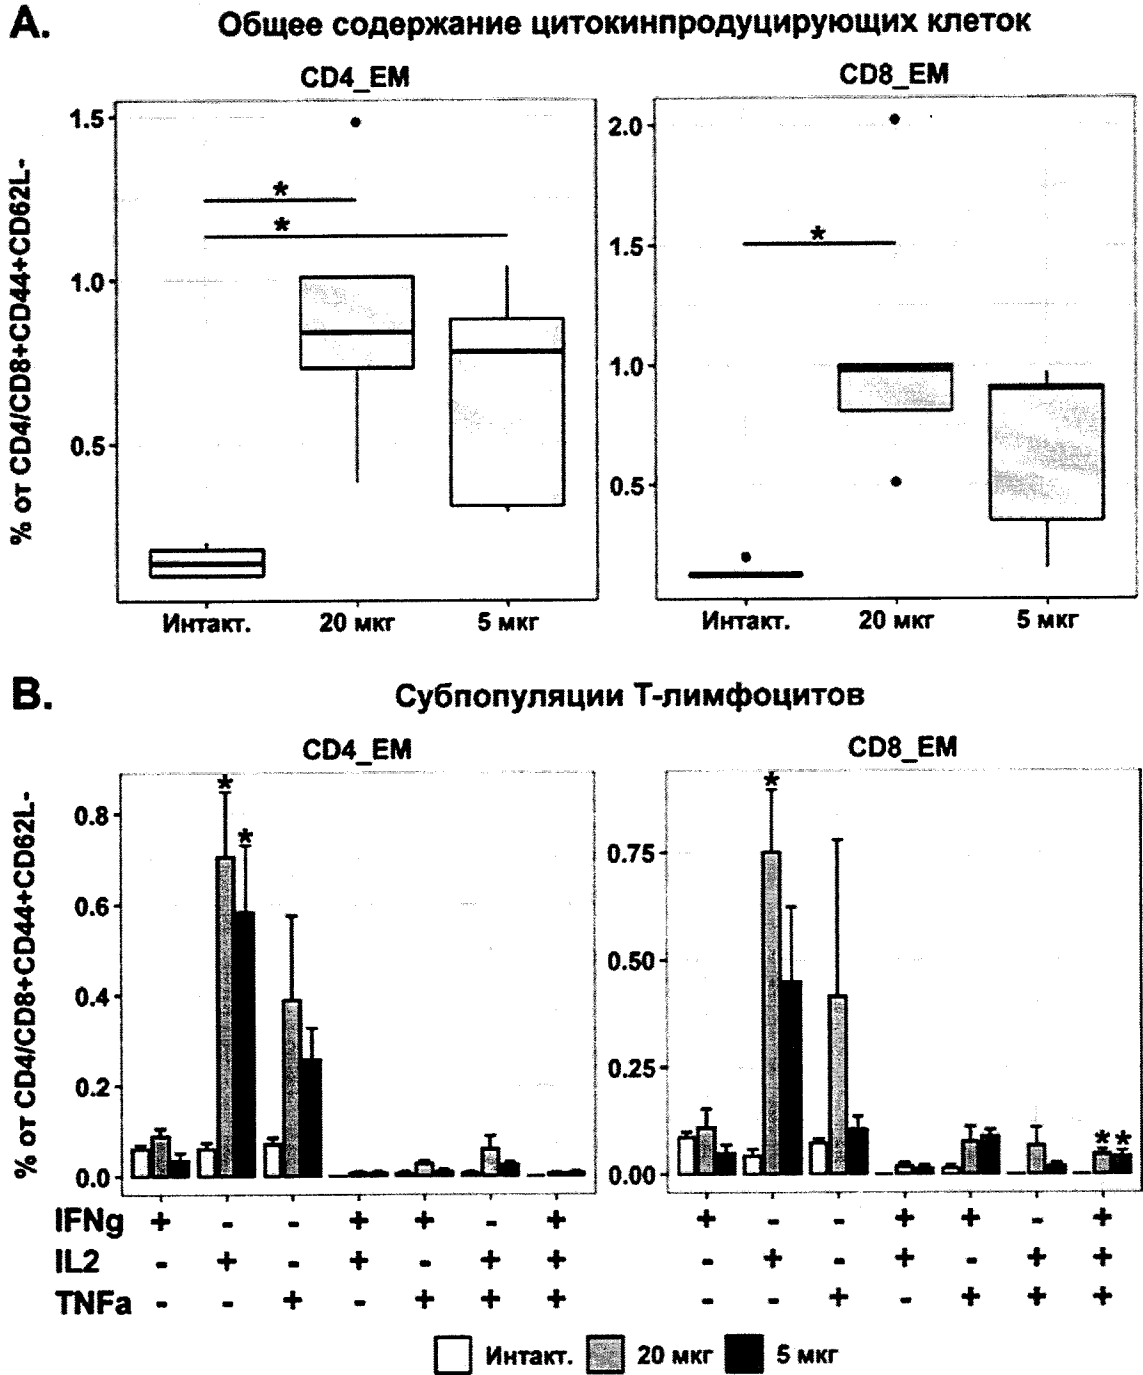 A.
Общее содержание цитокинпродуцирующих клеток
CD4_EM
CD8_EM
% от CD4/CD8+CD44+CD62L-
1.5
1.0
0.5
2.0
1.5
1.0
0.5
*
*
*
Интакт. 20 мкг 5 мкг
Интакт. 20 мкг 5 мкг
B.
Субпопуляции Т-лимфоцитов
CD4_EM
CD8_EM
% от CD4/CD8+CD44+CD62L-
0.8
0.6
0.4
0.2
0.0
0.75
0.50
0.25
0.00
*
*
*
* *
IFNg + - - + + - + + - - + + - +
IL2 - + - + - + + - + - + - + +
TNFa - - + - + + + - - + - + + +
Интакт. 20 мкг 5 мкг